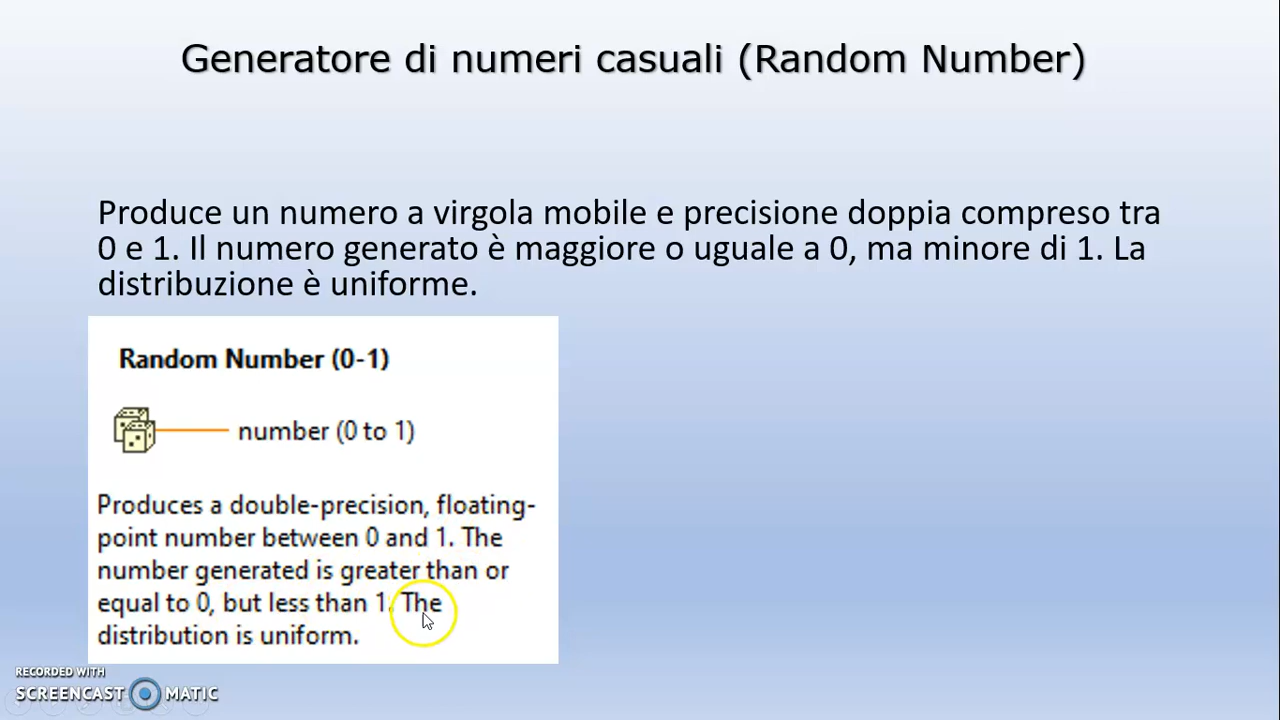 Generatore di numeri casuali (Random Number)
Produce un numero a virgola mobile e precisione doppia compreso tra
0 e 1. Il numero generato è maggiore o uguale a 0, ma minore di 1. La
distribuzione è uniforme.
Random Number (0-1)
number (0 to 1)
Produces a double-precision, floating-
point number between 0 and 1. The
number generated is greater than or
equal to 0, but less than 1. The
distribution is uniform.
RECORDED WITH
SCREENCAST MATIC